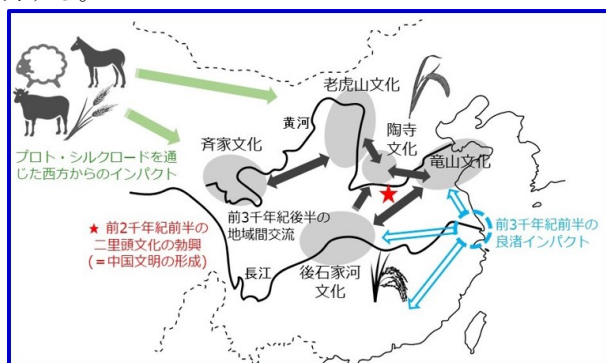 老虎山文化
黄河
陶寺
文化
斉家文化
竜山文化
プロト・シルクロードを通
じた西方からのインパクト
前3千年紀後半の
地域間交流
前3千年紀前半の
良渚インパクト
★ 前2千年紀前半の
二里頭文化の勃興
(=中国文明の形成)
長江
後石家河
文化